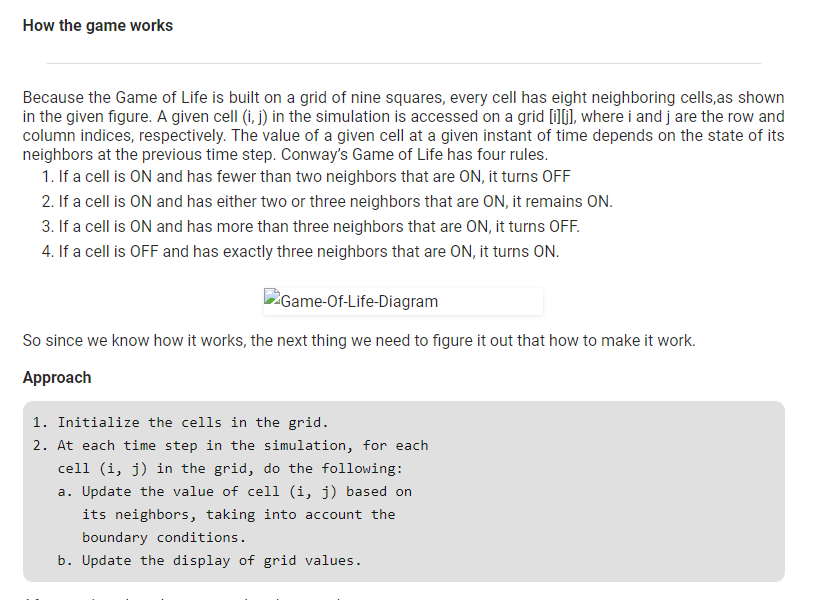 How the game works
Because the Game of Life is built on a grid of nine squares, every cell has eight neighboring cells,as shown
in the given figure. A given cell (i, j) in the simulation is accessed on a grid [i][j], where i and j are the row and
column indices, respectively. The value of a given cell at a given instant of time depends on the state of its
neighbors at the previous time step. Conway’s Game of Life has four rules.
1. If a cell is ON and has fewer than two neighbors that are ON, it turns OFF
2. If a cell is ON and has either two or three neighbors that are ON, it remains ON.
3. If a cell is ON and has more than three neighbors that are ON, it turns OFF.
4. If a cell is OFF and has exactly three neighbors that are ON, it turns ON.
Game-Of-Life-Diagram
So since we know how it works, the next thing we need to figure it out that how to make it work.
Approach
1. Initialize the cells in the grid.
2. At each time step in the simulation, for each
cell (i, j) in the grid, do the following:
a. Update the value of cell (i, j) based on
its neighbors, taking into account the
boundary conditions.
b. Update the display of grid values.